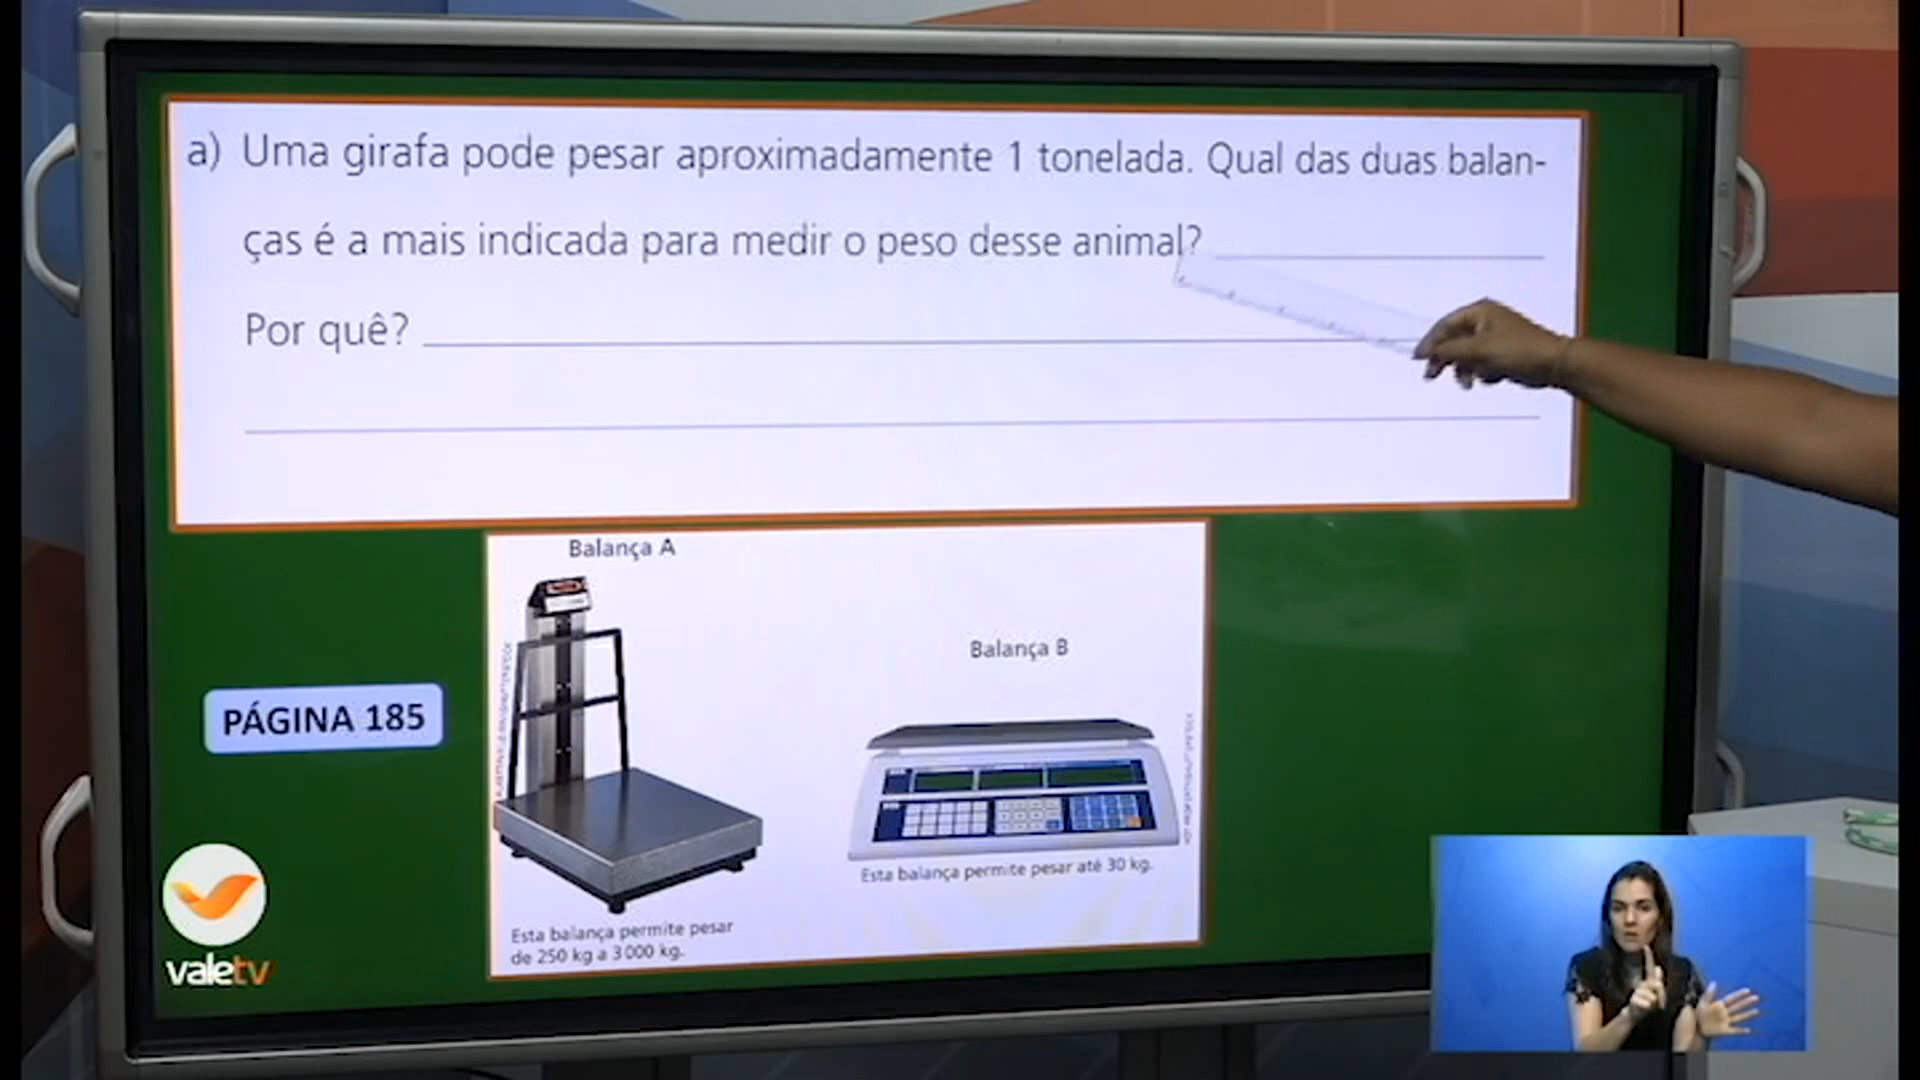 a) Uma girafa pode pesar aproximadamente 1 tonelada. Qual das duas balan-
ças é a mais indicada para medir o peso desse animal?
Por quê?
Balança A
Balança B
PÁGINA 185
Esta balança permite pesar até 30 kg.
Esta balança permite pesar
de 250 kg a 3 000 kg.
valetv